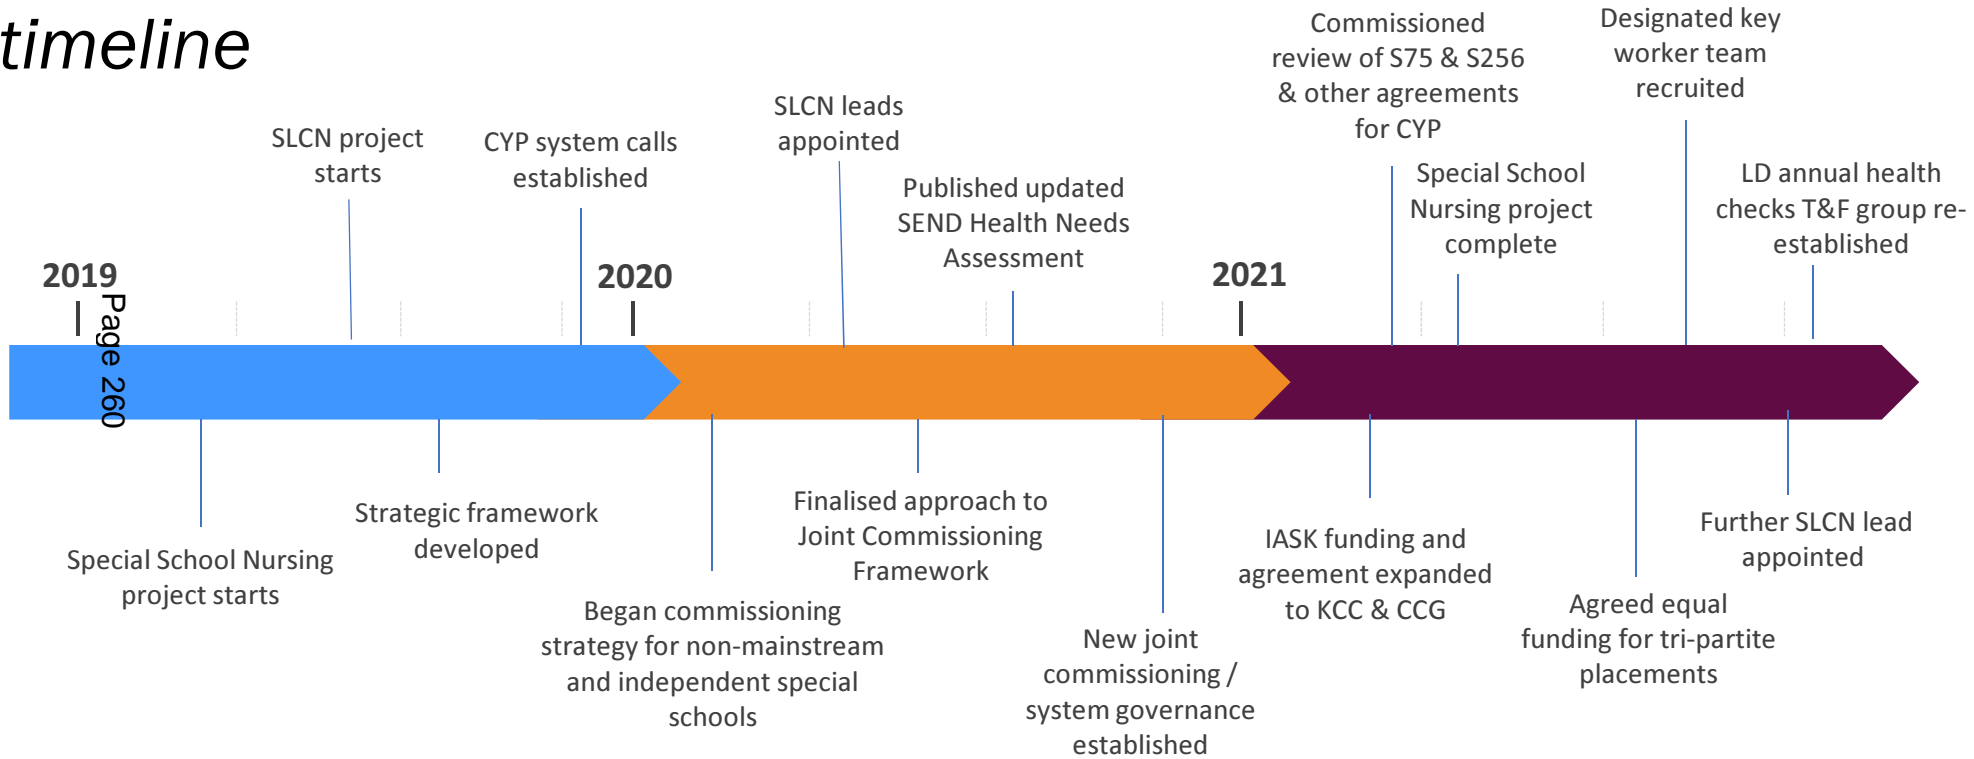 timeline
Commissioned
review of S75 & S256
& other agreements
for CYP
Designated key
worker team
recruited
SLCN leads
appointed
SLCN project
starts
CYP system calls
established
Published updated
SEND Health Needs
Assessment
Special School
Nursing project
complete
LD annual health
checks T&F group re-
established
2019
2020
2021
Page 260
Special School Nursing
project starts
Strategic framework
developed
Began commissioning
strategy for non-mainstream
and independent special
schools
Finalised approach to
Joint Commissioning
Framework
New joint
commissioning /
system governance
established
IASK funding and
agreement expanded
to KCC & CCG
Agreed equal
funding for tri-partite
placements
Further SLCN lead
appointed